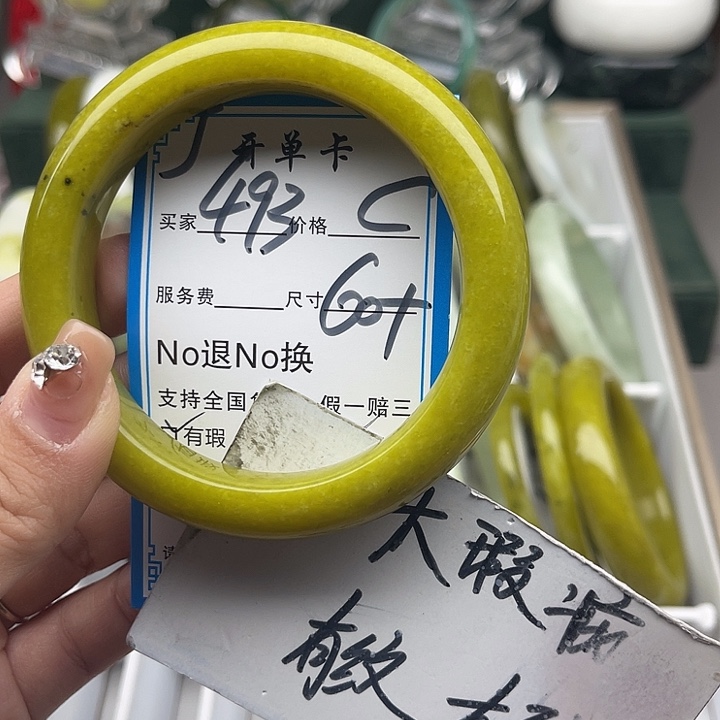 开单卡
买家 493 价格 C
服务费 尺寸 60+
No退No换
支持全国 假一赔三
有瑕
大瑕疵
有纹